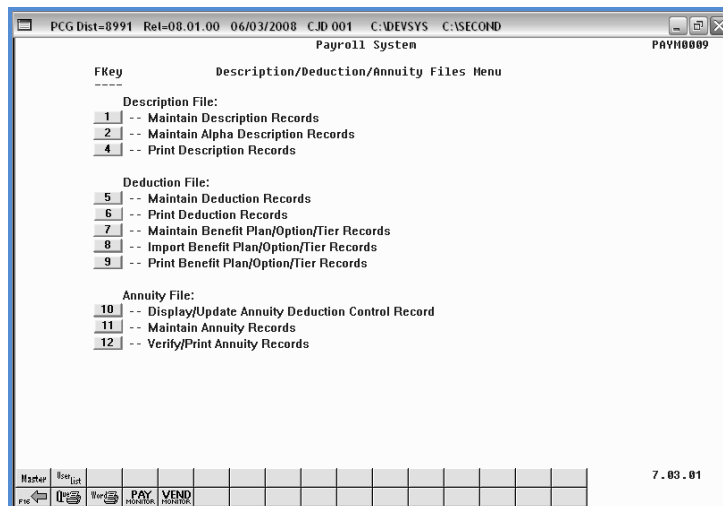 PCG Dist=8991 Rel=08.01.00 06/03/2008 CJD 001 C:\DEVSYS C:\SECOND
Payroll System PAYM0009
FKey Description/Deduction/Annuity Files Menu
----
Description File:
1 -- Maintain Description Records
2 -- Maintain Alpha Description Records
4 -- Print Description Records
Deduction File:
5 -- Maintain Deduction Records
6 -- Print Deduction Records
7 -- Maintain Benefit Plan/Option/Tier Records
8 -- Import Benefit Plan/Option/Tier Records
9 -- Print Benefit Plan/Option/Tier Records
Annuity File:
10 -- Display/Update Annuity Deduction Control Record
11 -- Maintain Annuity Records
12 -- Verify/Print Annuity Records
Master User list 7.03.01
F16 Que Word PAY MONITOR VEND MONITOR